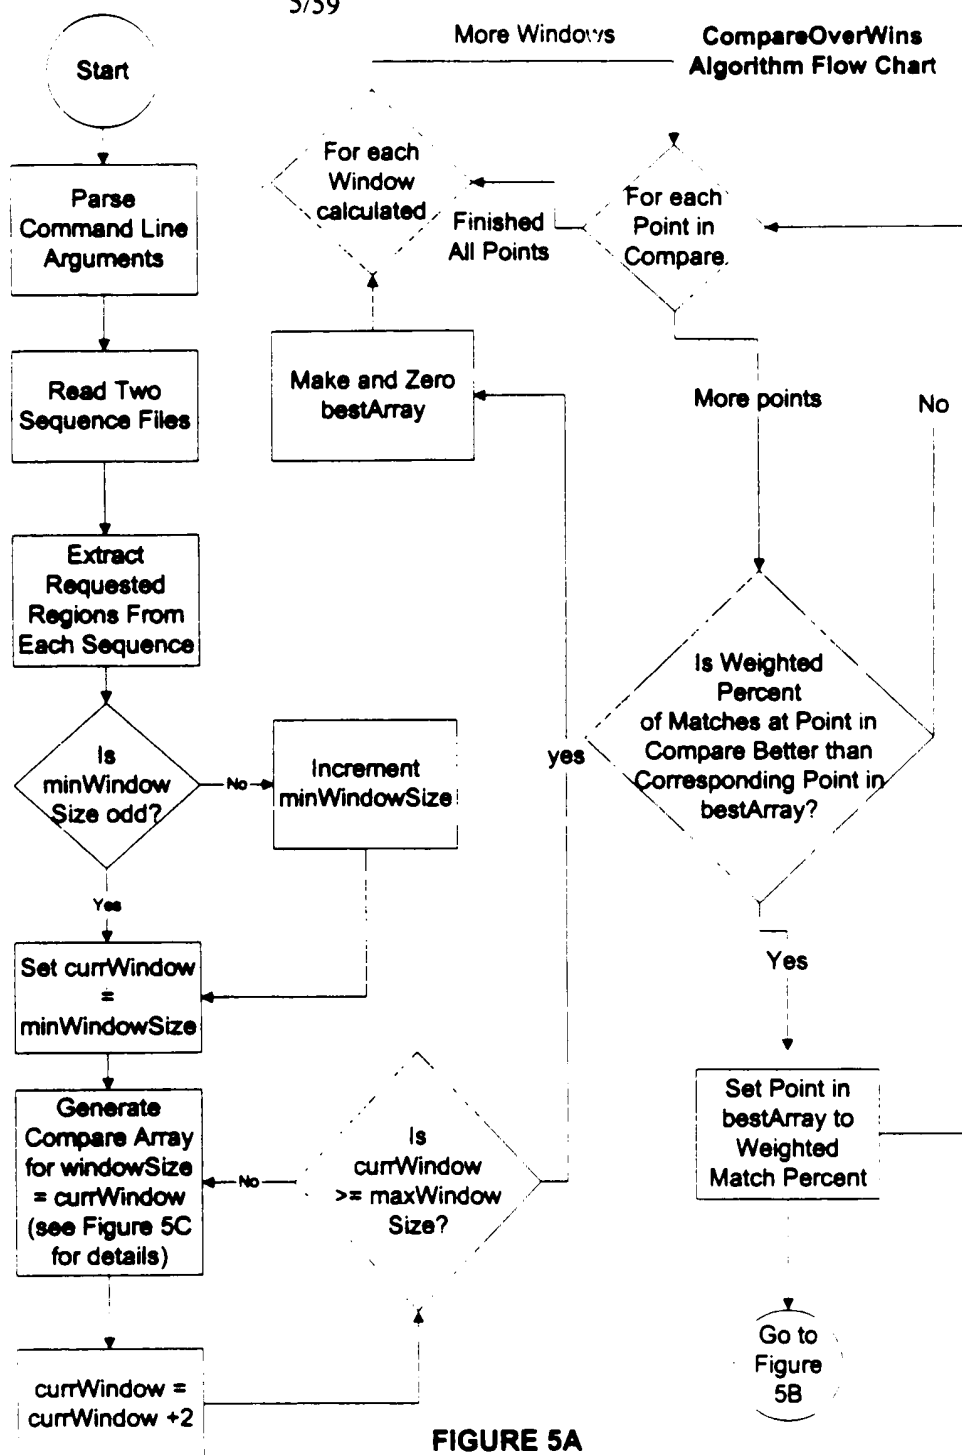 5/59
CompareOverWins
Algorithm Flow Chart
Start
Parse
Command Line
Arguments
Read Two
Sequence Files
Extract
Requested
Regions From
Each Sequence
Is
minWindow
Size odd?
No
Increment
minWindowSize
Yes
Set currWindow
=
minWindowSize
Generate
Compare Array
for windowSize
= currWindow
(see Figure 5C
for details)
currWindow =
currWindow +2
Is
currWindow
>= maxWindow
Size?
No
yes
Make and Zero
bestArray
For each
Window
calculated
More Windows
For each
Point in
Compare.
Finished
All Points
More points
Is Weighted
Percent
of Matches at Point in
Compare Better than
Corresponding Point in
bestArray?
No
Yes
Set Point in
bestArray to
Weighted
Match Percent
Go to
Figure
5B
FIGURE 5A